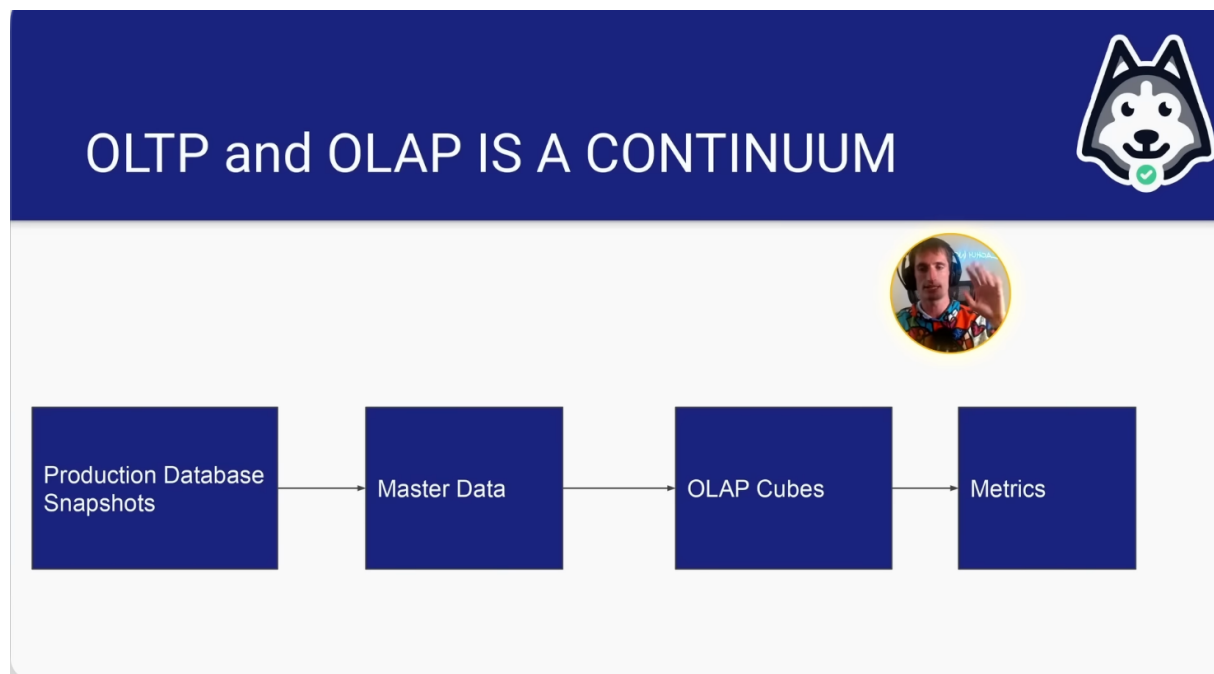 OLTP and OLAP IS A CONTINUUM
Production Database
Snapshots
Master Data
OLAP Cubes
Metrics